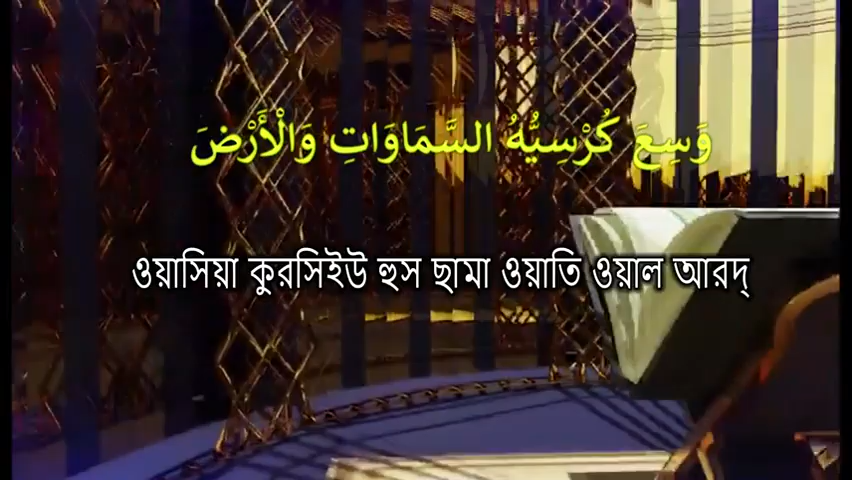 وَسِعَ كُرْسِيُّهُ السَّمَاوَاتِ وَالْأَرْضَ
ওয়াসিয়া কুরসিইউ হুস ছামা ওয়াতি ওয়াল আরদ্